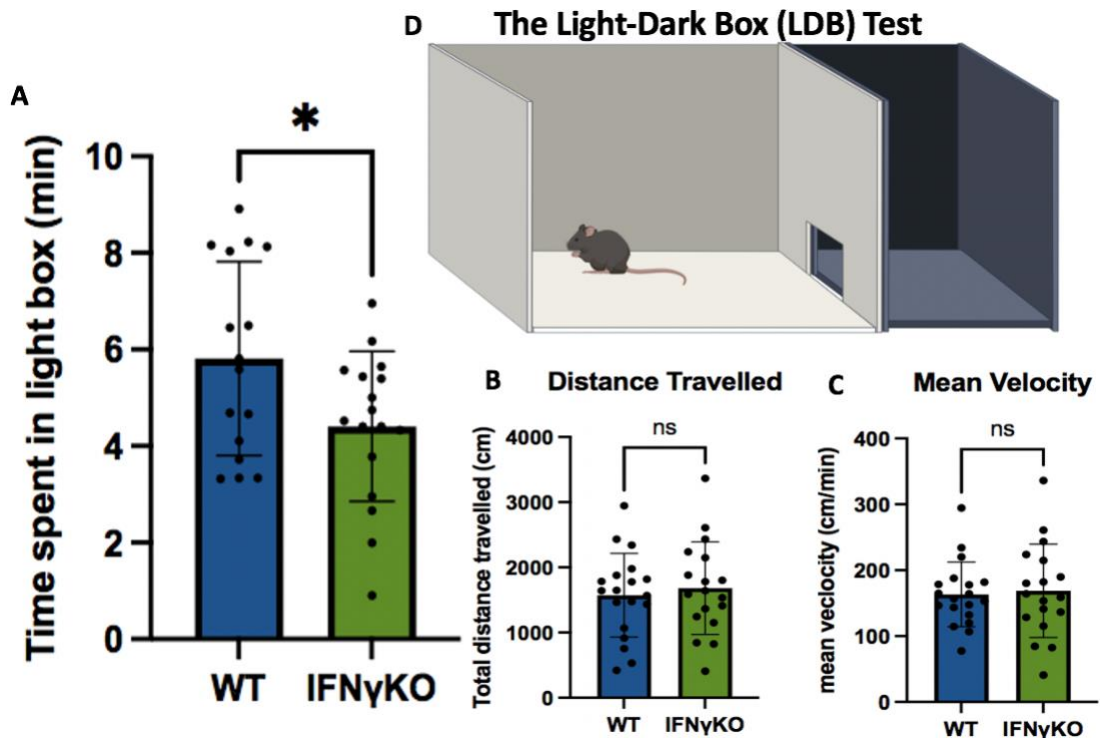 D The Light-Dark Box (LDB) Test
A
*
Time spent in light box (min)
10
8
6
4
2
0
WT IFNγKO
B Distance Travelled
ns
Total distance travelled (cm)
4000
3000
2000
1000
0
WT IFNγKO
C Mean Velocity
ns
mean veclocity (cm/min)
400
300
200
100
0
WT IFNγKO